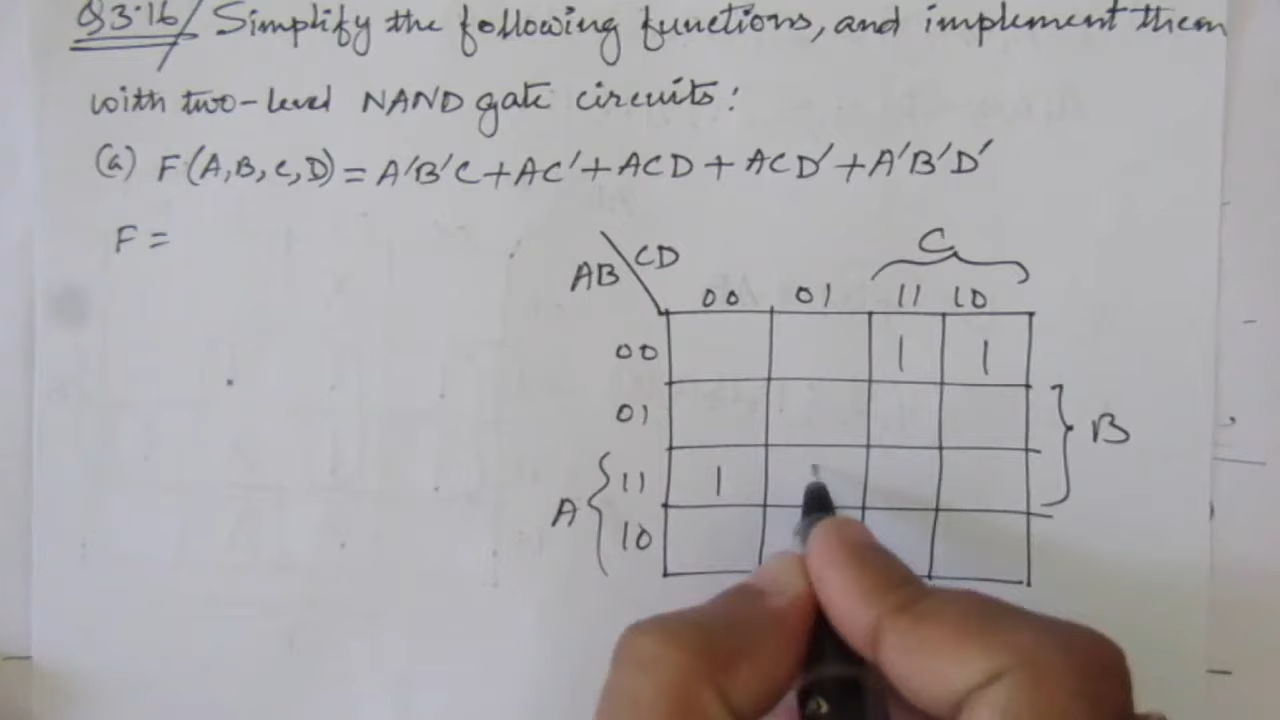 Q3.16/ Simplify the following functions, and implement them
with two-level NAND gate circuits:
(a) F(A,B,C,D) = A'B'C + AC' + ACD + ACD' + A'B'D'
F =
C
CD
AB
00 01 11 10
00 1 1
01
B
A
11 1
10